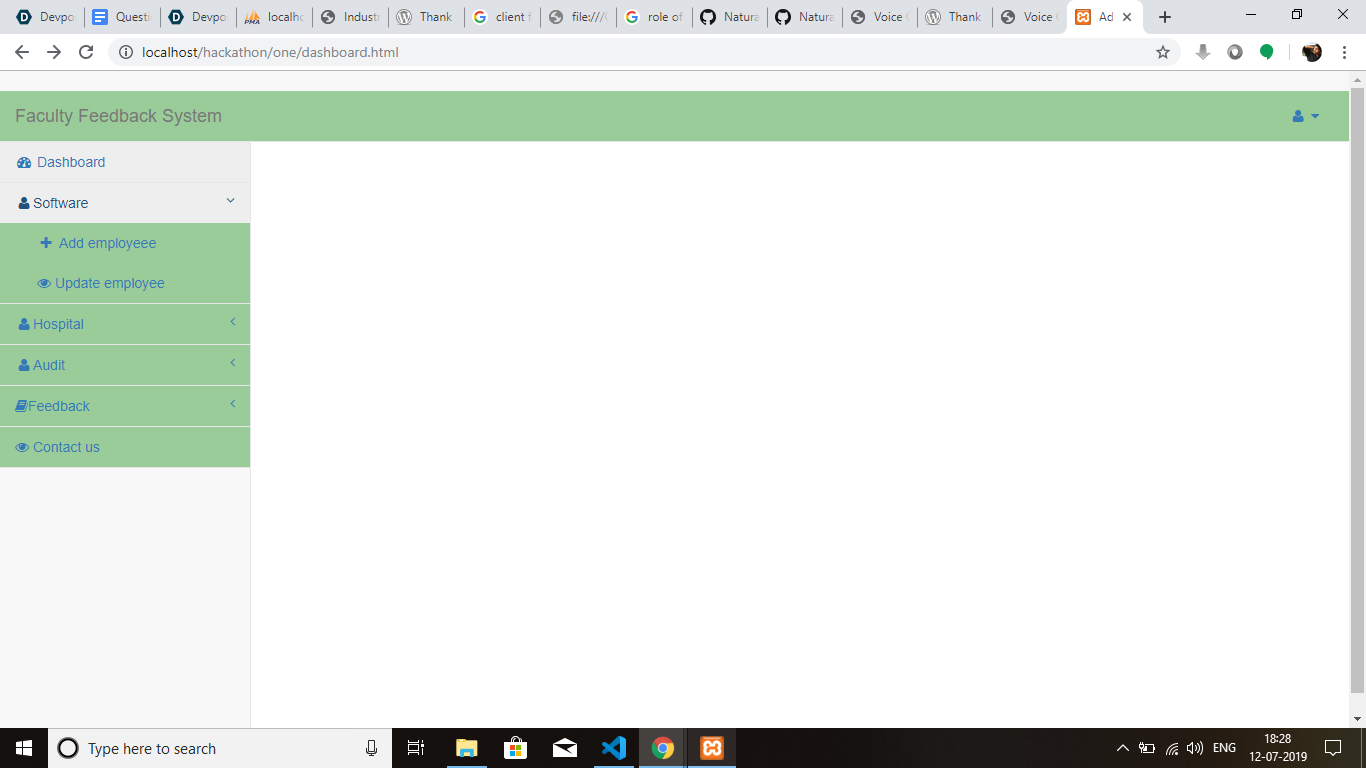 Devpo
Questi
Devpo
localho
Industr
Thank
client f
file:///C
role of
Natura
Natura
Voice C
Thank
Voice C
Ad
localhost/hackathon/one/dashboard.html
Faculty Feedback System
Dashboard
Software
Add employeee
Update employee
Hospital
Audit
Feedback
Contact us
Type here to search
ENG
18:28
12-07-2019